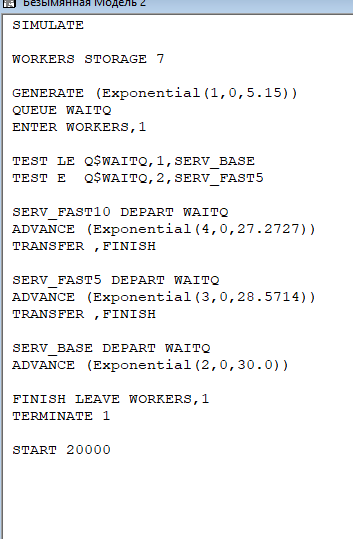 Безымянная Модель 2
SIMULATE
WORKERS STORAGE 7
GENERATE (Exponential(1,0,5.15))
QUEUE WAITQ
ENTER WORKERS,1
TEST LE Q$WAITQ,1,SERV_BASE
TEST E  Q$WAITQ,2,SERV_FAST5
SERV_FAST10 DEPART WAITQ
ADVANCE (Exponential(4,0,27.2727))
TRANSFER ,FINISH
SERV_FAST5 DEPART WAITQ
ADVANCE (Exponential(3,0,28.5714))
TRANSFER ,FINISH
SERV_BASE DEPART WAITQ
ADVANCE (Exponential(2,0,30.0))
FINISH LEAVE WORKERS,1
TERMINATE 1
START 20000